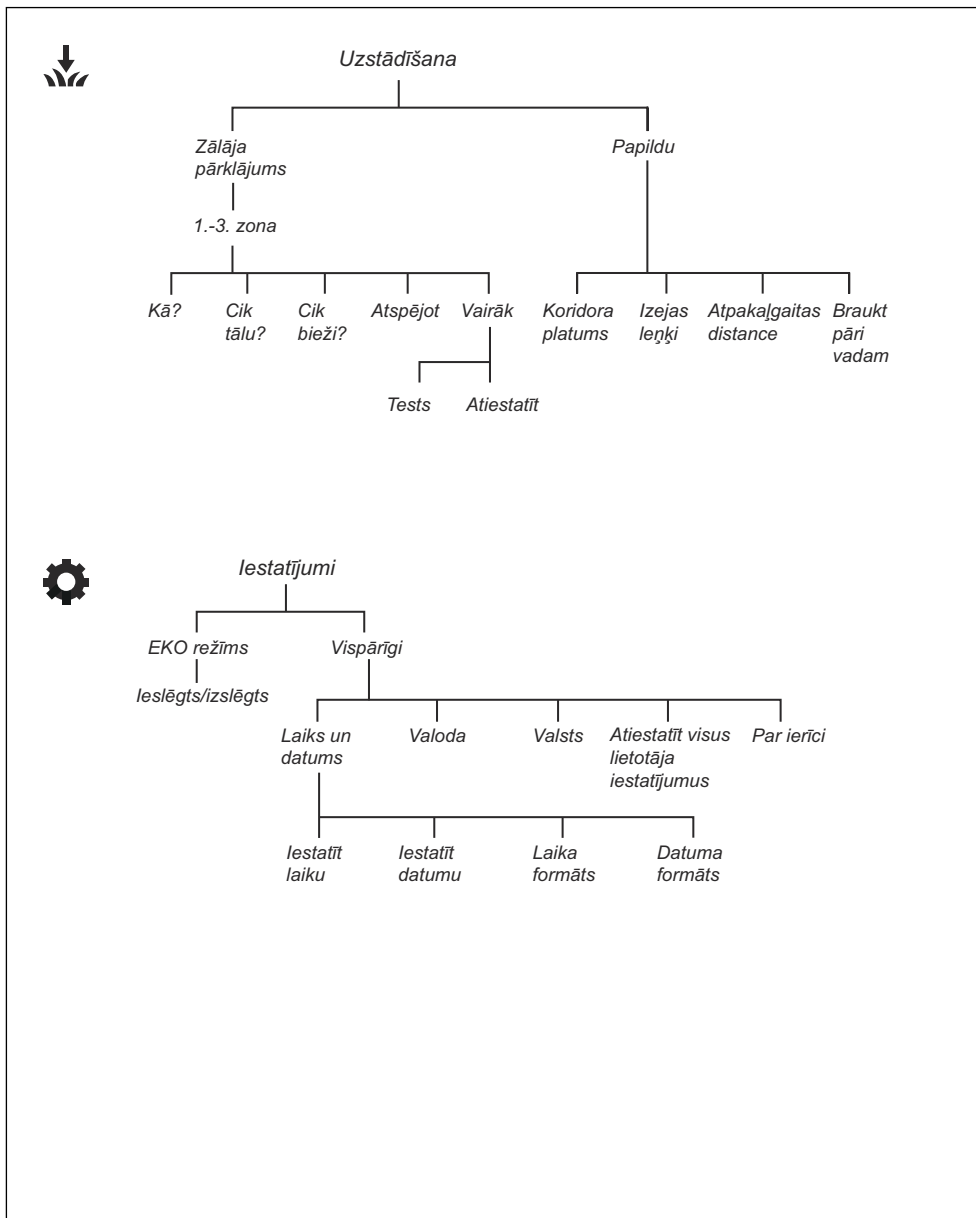 Uzstādīšana
Zālāja
pārklājums
Papildu
1.-3. zona
Kā?
Cik
tālu?
Cik
bieži?
Atspējot
Vairāk
Koridora
platums
Izejas
leņķi
Atpakaļgaitas
distance
Braukt
pāri
vadam
Tests
Atiestatīt
Iestatījumi
EKO režīms
Vispārīgi
Ieslēgts/izslēgts
Laiks un
datums
Valoda
Valsts
Atiestatīt visus
lietotāja
iestatījumus
Par ierīci
Iestatīt
laiku
Iestatīt
datumu
Laika
formāts
Datuma
formāts